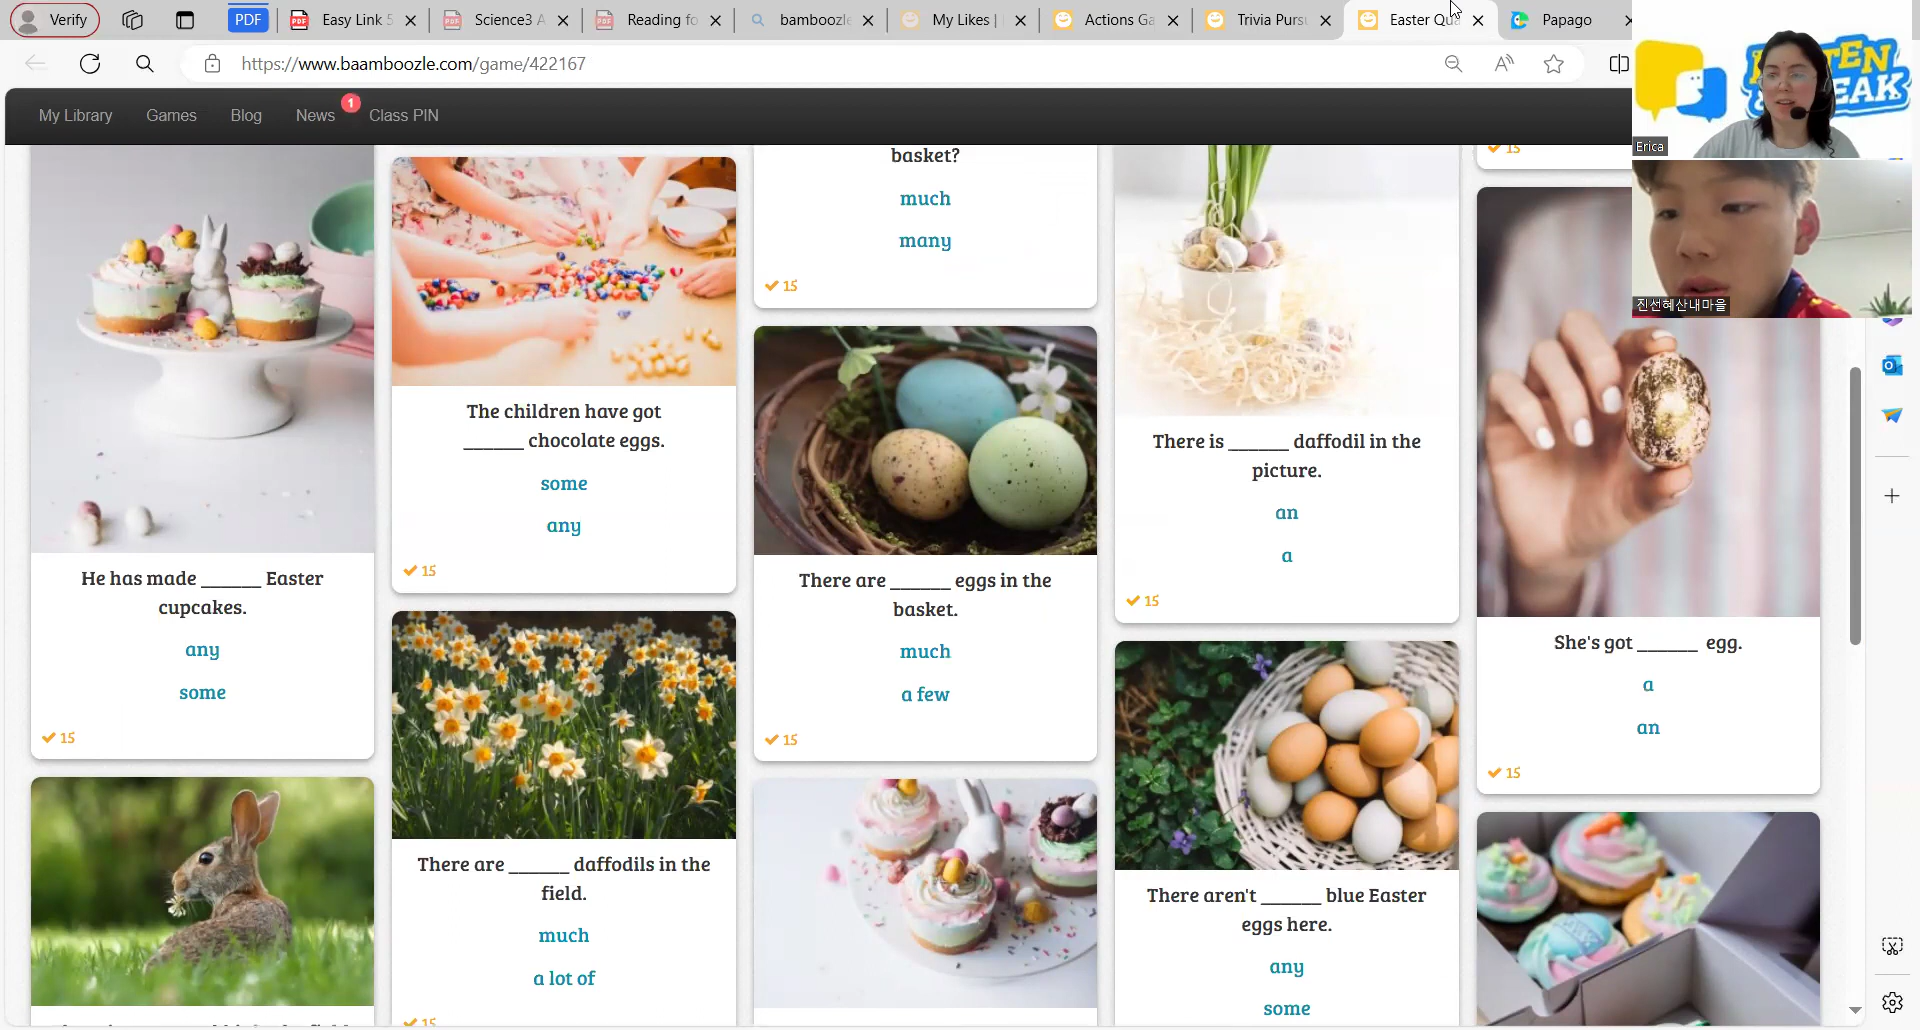 Verify
PDF
Easy Link 5
Science3 A
Reading fo
bamboozle
My Likes |
Actions Ga
Trivia Purs
Easter Qua
Papago
https://www.baamboozle.com/game/422167
My Library
Games
Blog
News
1
Class PIN
Erica
진선혜산내마을
He has made ______ Easter
cupcakes.
any
some
15
The children have got
______ chocolate eggs.
some
any
15
There are ______ daffodils in the
field.
much
a lot of
15
basket?
much
many
15
There are ______ eggs in the
basket.
much
a few
15
There is ______ daffodil in the
picture.
an
a
15
There aren't ______ blue Easter
eggs here.
any
some
15
She's got ______ egg.
a
an
15